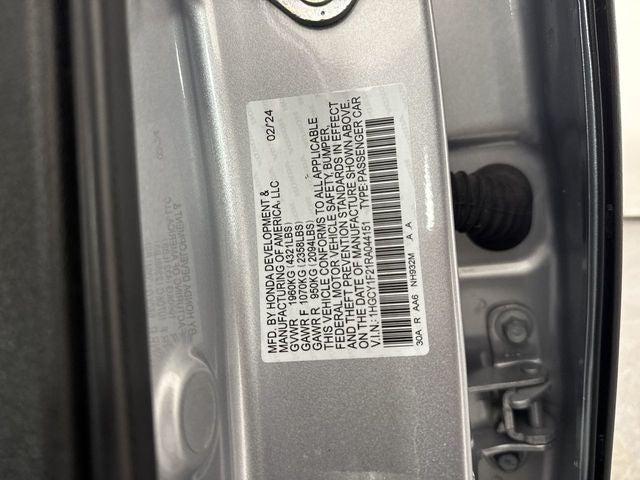 MFD. BY HONDA DEVELOPMENT & 02/24
MANUFACTURING OF AMERICA, LLC
GVWR 1960KG(4321LBS)
GAWR F 1070KG(2358LBS)
GAWR R 950KG(2094LBS)
THIS VEHICLE CONFORMS TO ALL APPLICABLE
FEDERAL MOTOR VEHICLE SAFETY, BUMPER,
AND THEFT PREVENTION STANDARDS IN EFFECT
ON THE DATE OF MANUFACTURE SHOWN ABOVE.
V.I.N.:1HGCY1F21RA044151 TYPE:PASSENGER CAR
30A R AA6 NH932M A A